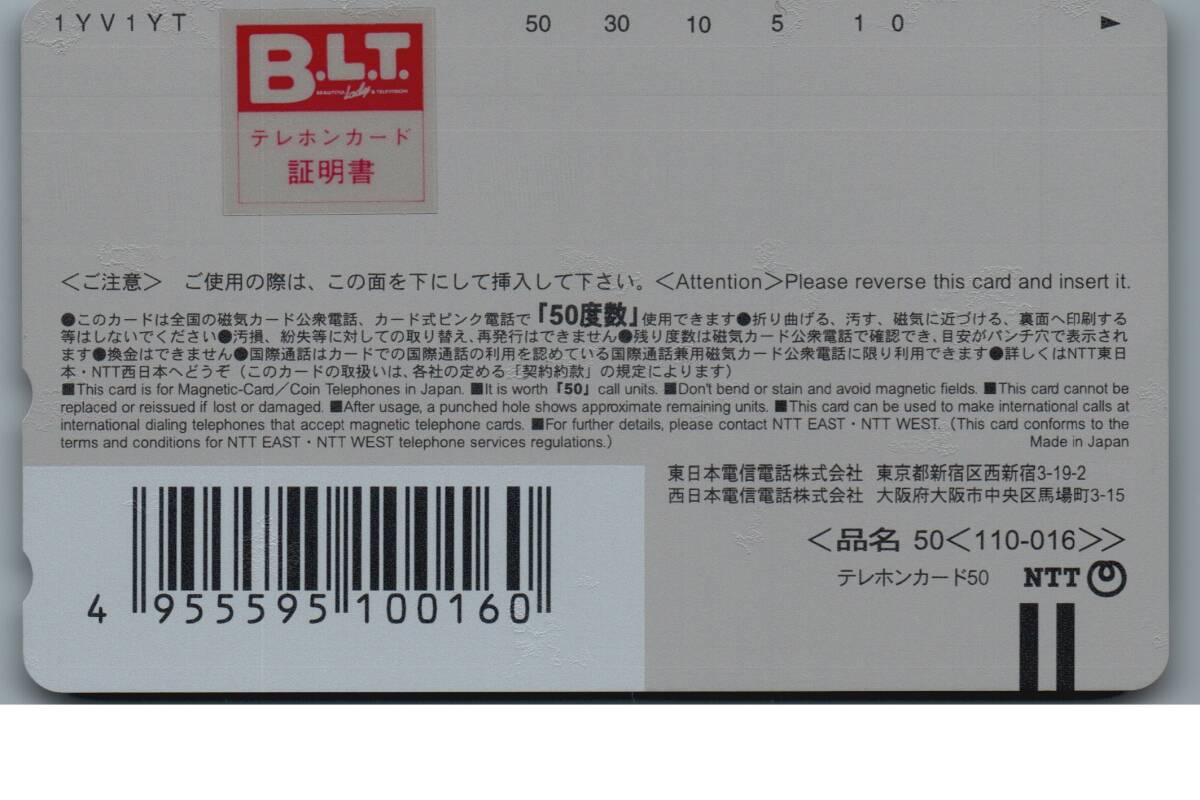 1YV1YT 50 30 10 5 1 0
B.L.T.
BEAUTIFUL Lady & TELEVISION
テレホンカード
証明書
＜ご注意＞ ご使用の際は、この面を下にして挿入して下さい。＜Attention＞Please reverse this card and insert it.
●このカードは全国の磁気カード公衆電話、カード式ピンク電話で「50度数」使用できます●折り曲げる、汚す、磁気に近づける、裏面へ印刷する
等はしないでください●汚損、紛失等に対しての取り替え、再発行はできません●残り度数は磁気カード公衆電話で確認でき、目安がパンチ穴で表示され
ます●換金はできません●国際通話はカードでの国際通話の利用を認めている国際通話兼用磁気カード公衆電話に限り利用できます●詳しくはNTT東日
本・NTT西日本へどうぞ（このカードの取扱いは、各社の定める「契約約款」の規定によります）
■This card is for Magnetic-Card／Coin Telephones in Japan. ■It is worth「50」call units. ■Don't bend or stain and avoid magnetic fields. ■This card cannot be
replaced or reissued if lost or damaged. ■After usage, a punched hole shows approximate remaining units. ■This card can be used to make international calls at
international dialing telephones that accept magnetic telephone cards. ■For further details, please contact NTT EAST・NTT WEST.（This card conforms to the
terms and conditions for NTT EAST・NTT WEST telephone services regulations.） Made in Japan
東日本電信電話株式会社 東京都新宿区西新宿3-19-2
西日本電信電話株式会社 大阪府大阪市中央区馬場町3-15
＜品名 50＜110-016＞＞
テレホンカード50 NTT
4 955595 100160